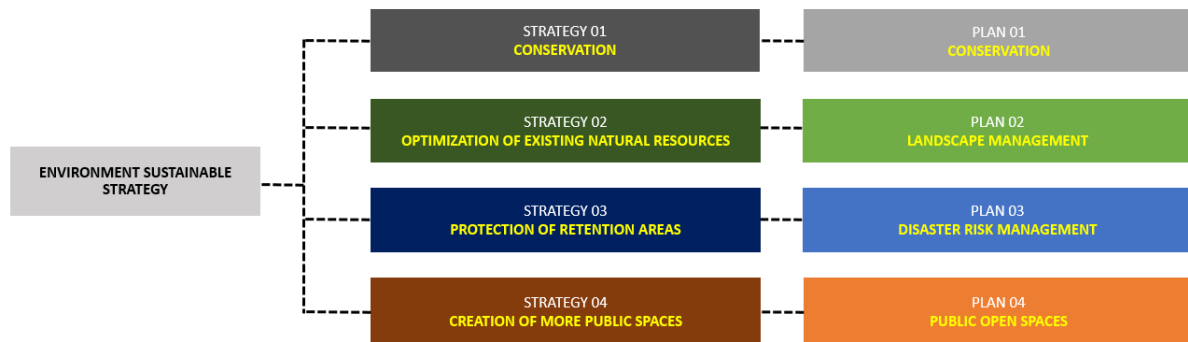 ENVIRONMENT SUSTAINABLE
STRATEGY
STRATEGY 01
CONSERVATION
PLAN 01
CONSERVATION
STRATEGY 02
OPTIMIZATION OF EXISTING NATURAL RESOURCES
PLAN 02
LANDSCAPE MANAGEMENT
STRATEGY 03
PROTECTION OF RETENTION AREAS
PLAN 03
DISASTER RISK MANAGEMENT
STRATEGY 04
CREATION OF MORE PUBLIC SPACES
PLAN 04
PUBLIC OPEN SPACES